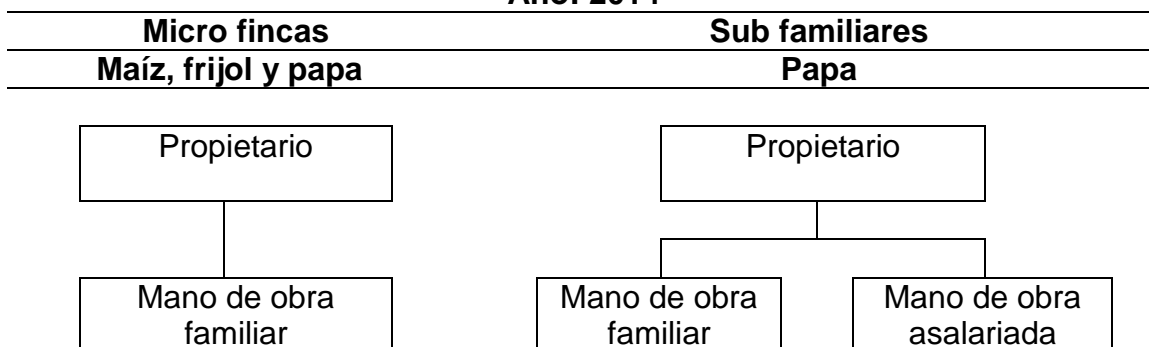 Micro fincas Sub familiares
Maíz, frijol y papa Papa
Propietario Propietario
Mano de obra familiar
Mano de obra familiar
Mano de obra asalariada